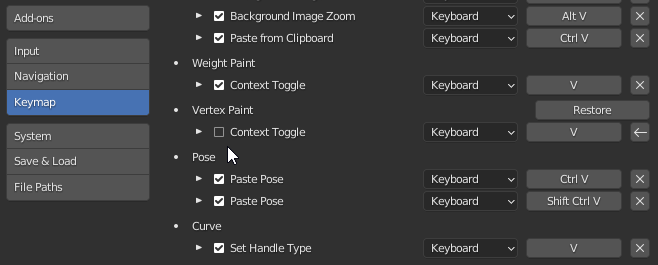 Add-ons
Input
Navigation
Keymap
System
Save & Load
File Paths
Background Image Zoom Keyboard Alt V
Paste from Clipboard Keyboard Ctrl V
Weight Paint
Context Toggle Keyboard V
Vertex Paint Restore
Context Toggle Keyboard V
Pose
Paste Pose Keyboard Ctrl V
Paste Pose Keyboard Shift Ctrl V
Curve
Set Handle Type Keyboard V